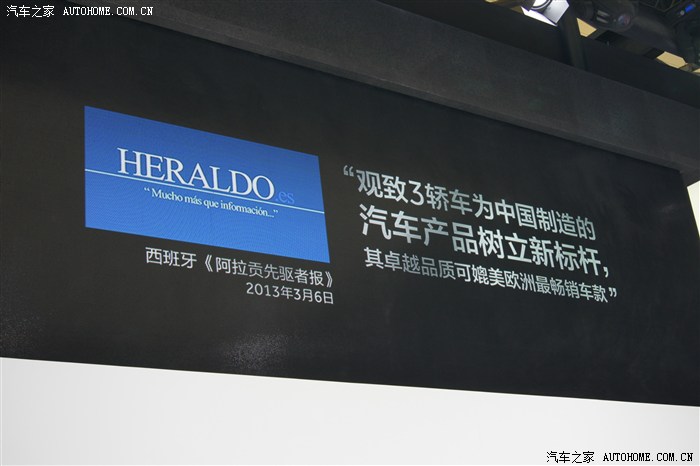 汽车之家 AUTOHOME.COM.CN
HERALDO.es
“ Mucho más que información...”
西班牙《阿拉贡先驱者报》
2013年3月6日
“观致3轿车为中国制造的
汽车产品树立新标杆，
其卓越品质可媲美欧洲最畅销车款”
汽车之家 AUTOHOME.COM.CN